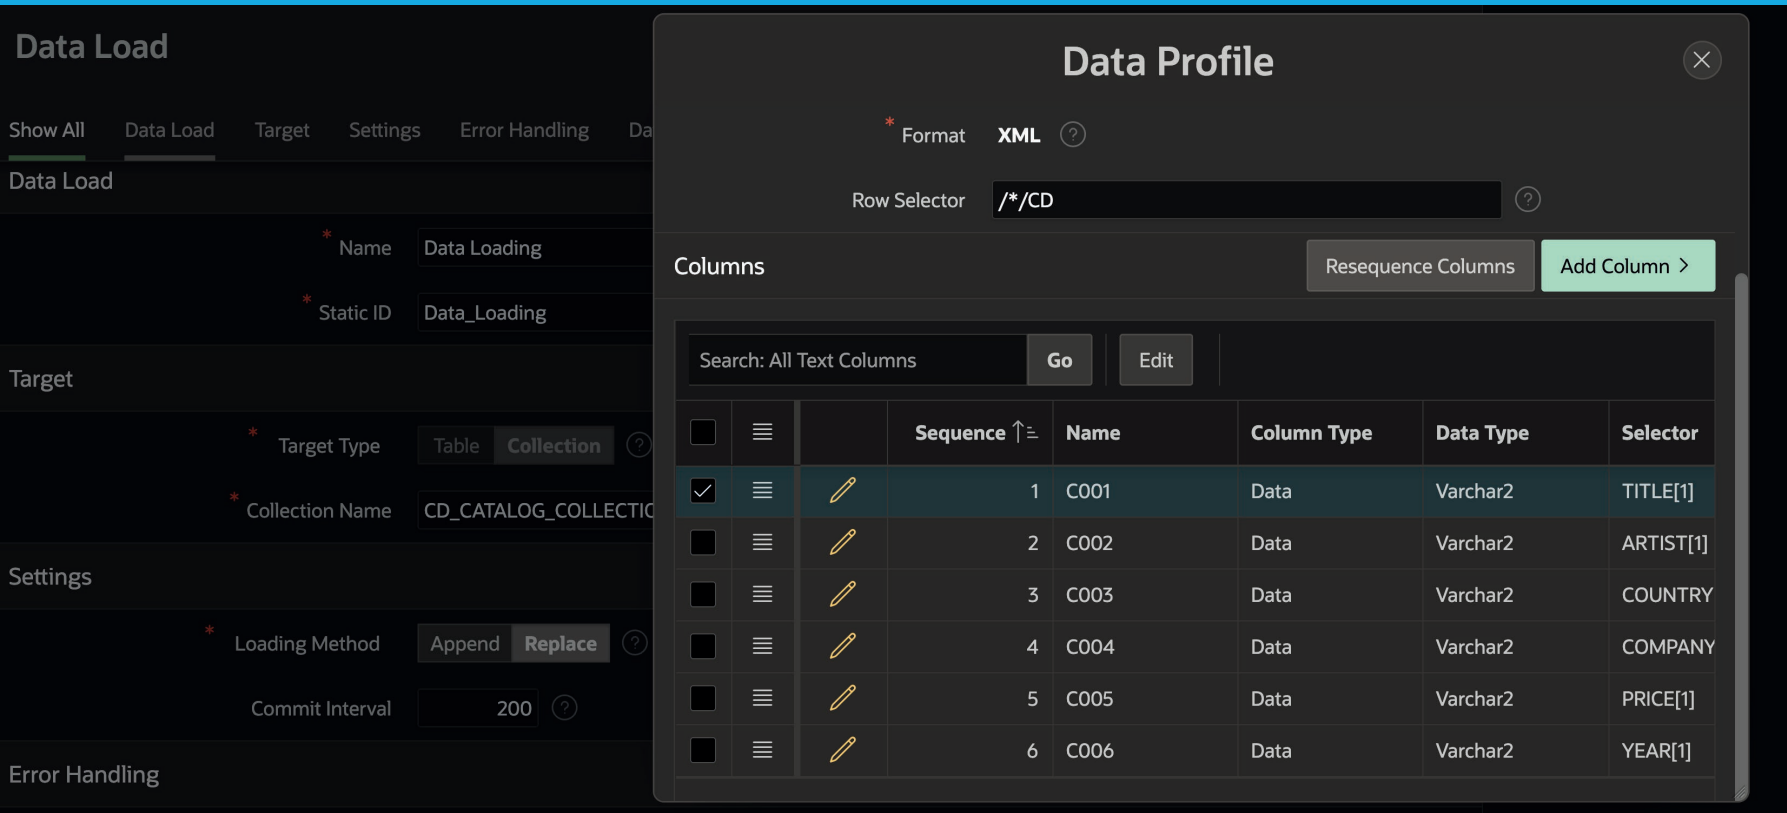 Data Load
Show All Data Load Target Settings Error Handling Da
Data Load
* Name Data Loading
* Static ID Data_Loading
Target
* Target Type Table Collection ?
* Collection Name CD_CATALOG_COLLECTIO
Settings
* Loading Method Append Replace ?
Commit Interval 200 ?
Error Handling
Data Profile
* Format XML ?
Row Selector /*/CD ?
Columns Resequence Columns Add Column >
Search: All Text Columns Go Edit
Sequence Name Column Type Data Type Selector
1 C001 Data Varchar2 TITLE[1]
2 C002 Data Varchar2 ARTIST[1]
3 C003 Data Varchar2 COUNTRY
4 C004 Data Varchar2 COMPANY
5 C005 Data Varchar2 PRICE[1]
6 C006 Data Varchar2 YEAR[1]